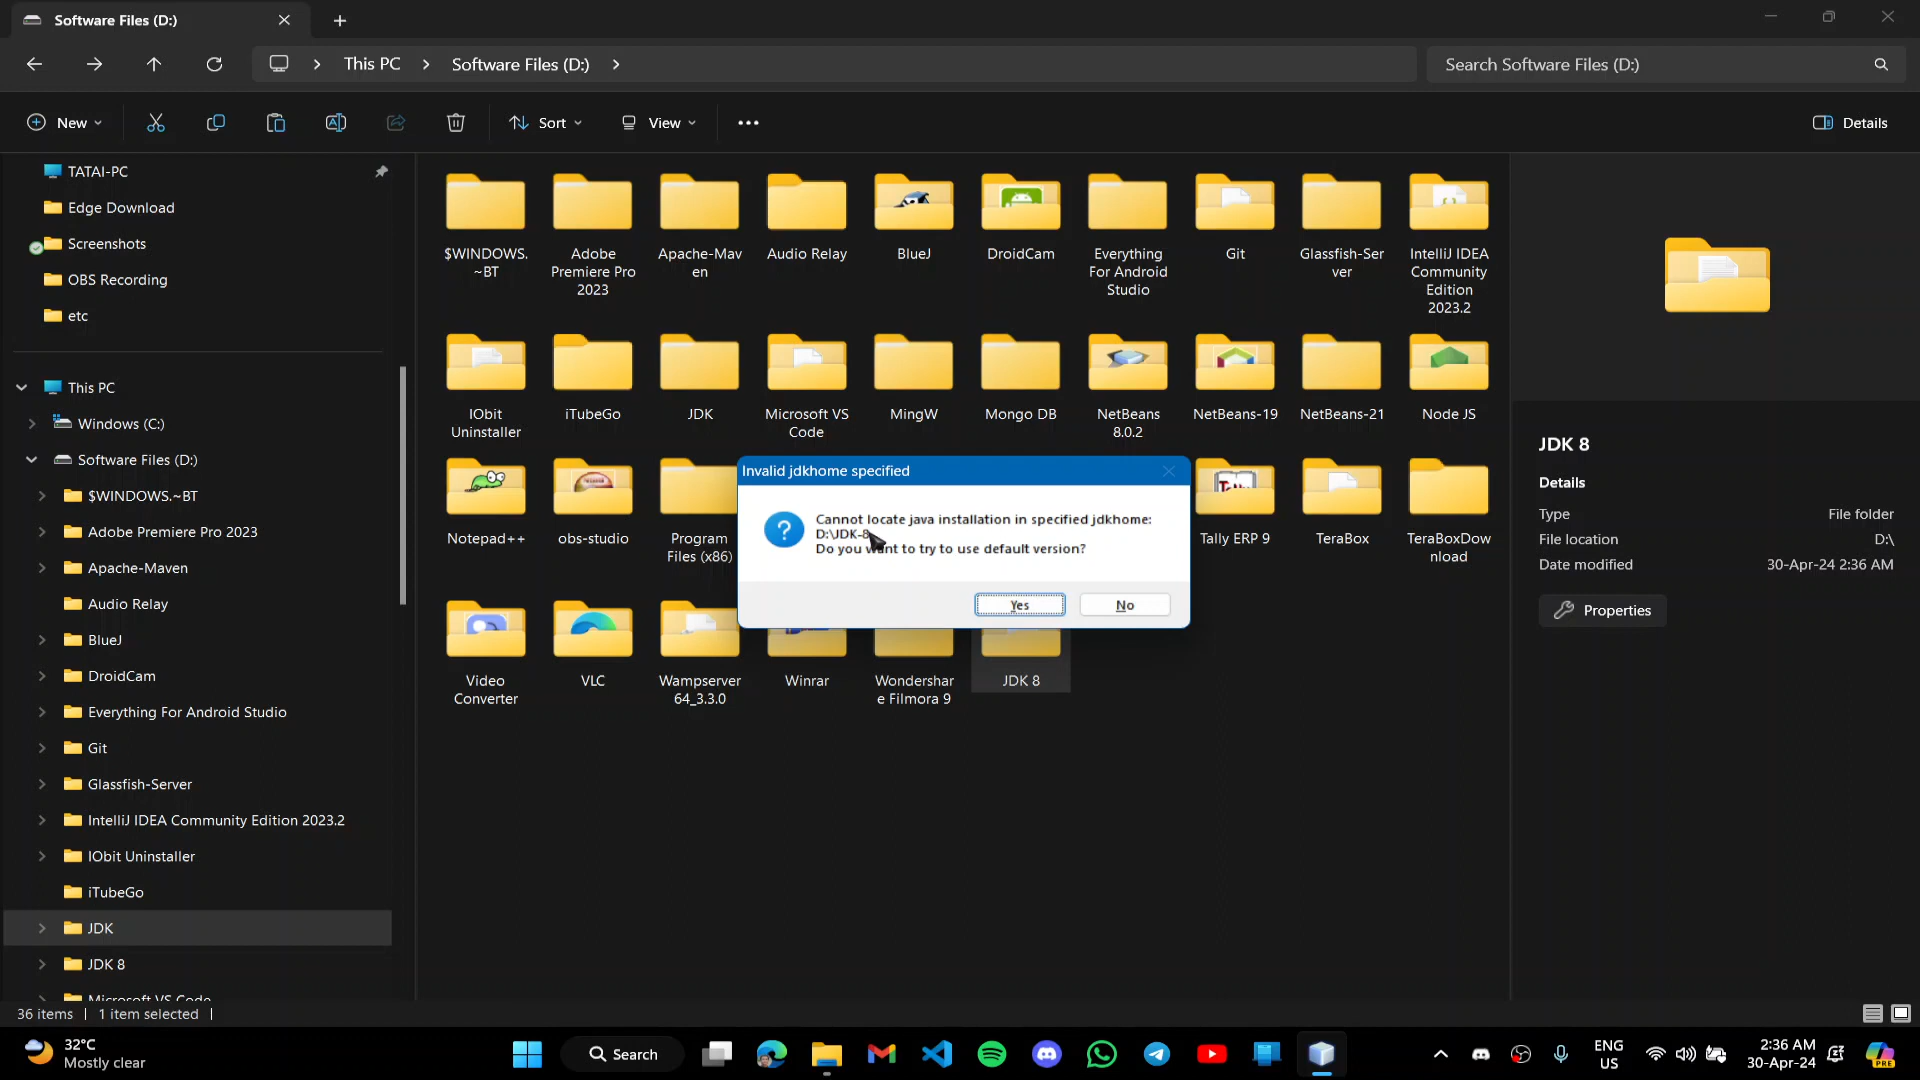 Software Files (D:)
This PC
Software Files (D:)
Search Software Files (D:)
New
Sort
View
Details
TATAI-PC
Edge Download
Screenshots
OBS Recording
etc
This PC
Windows (C:)
Software Files (D:)
$WINDOWS.~BT
Adobe Premiere Pro 2023
Apache-Maven
Audio Relay
BlueJ
DroidCam
Everything For Android Studio
Git
Glassfish-Server
IntelliJ IDEA Community Edition 2023.2
IObit Uninstaller
iTubeGo
JDK
JDK 8
Microsoft VS Code
$WINDOWS.
~BT
Adobe
Premiere Pro
2023
Apache-Mav
en
Audio Relay
BlueJ
DroidCam
Everything
For Android
Studio
Git
Glassfish-Ser
ver
IntelliJ IDEA
Community
Edition
2023.2
IObit
Uninstaller
iTubeGo
JDK
Microsoft VS
Code
MingW
Mongo DB
NetBeans
8.0.2
NetBeans-19
NetBeans-21
Node JS
Notepad++
obs-studio
Program
Files (x86)
Tally ERP 9
TeraBox
TeraBoxDow
nload
Video
Converter
VLC
Wampserver
64_3.3.0
Winrar
Wondershar
e Filmora 9
JDK 8
Invalid jdkhome specified
Cannot locate java installation in specified jdkhome:
D:\JDK-8
Do you want to try to use default version?
Yes
No
JDK 8
Details
Type
File folder
File location
D:\
Date modified
30-Apr-24 2:36 AM
Properties
36 items
1 item selected
32°C
Mostly clear
Search
ENG
US
2:36 AM
30-Apr-24
PRE